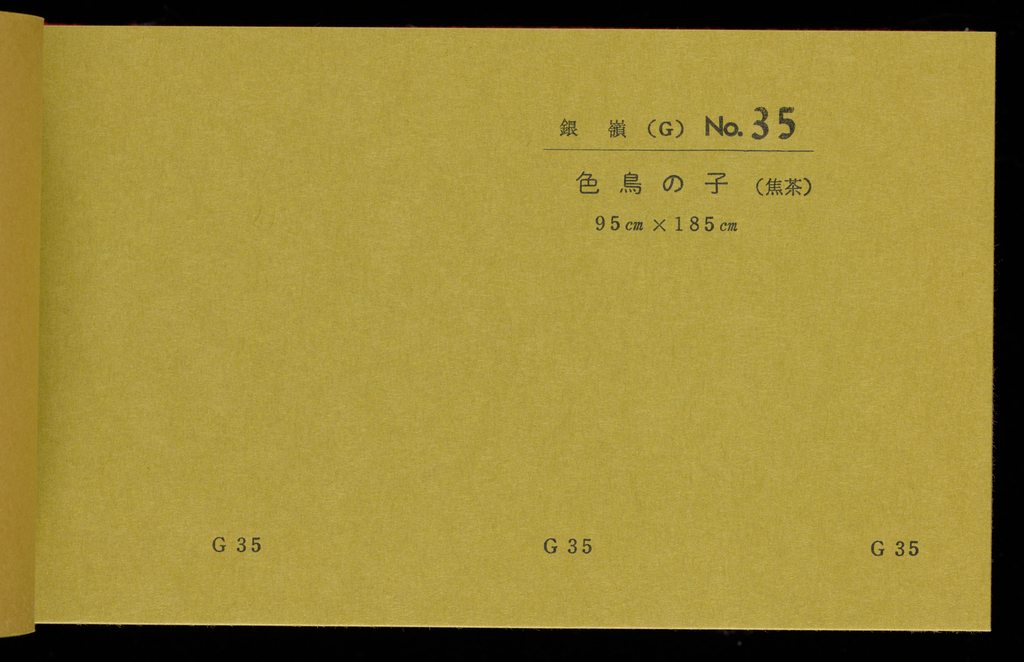 銀嶺 (G) No. 35
色鳥の子 (焦茶)
95cm × 185cm
G 35 G 35 G 35